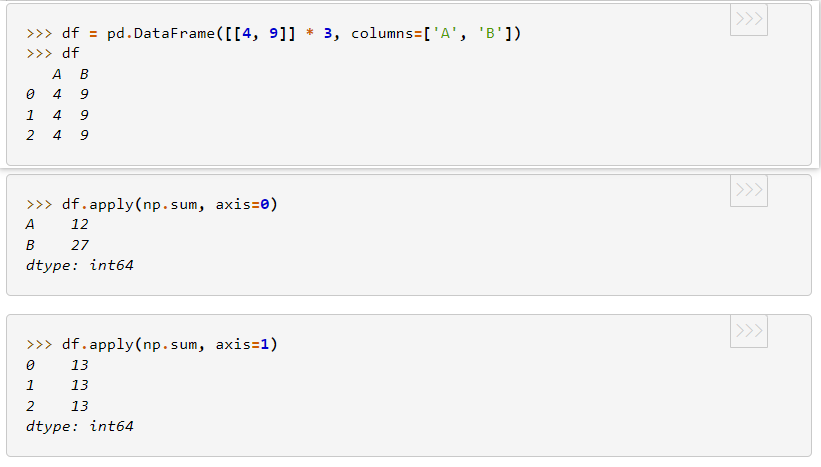 >>>
>>> df = pd.DataFrame([[4, 9]] * 3, columns=['A', 'B'])
>>> df
   A  B
0  4  9
1  4  9
2  4  9
>>>
>>> df.apply(np.sum, axis=0)
A    12
B    27
dtype: int64
>>>
>>> df.apply(np.sum, axis=1)
0    13
1    13
2    13
dtype: int64